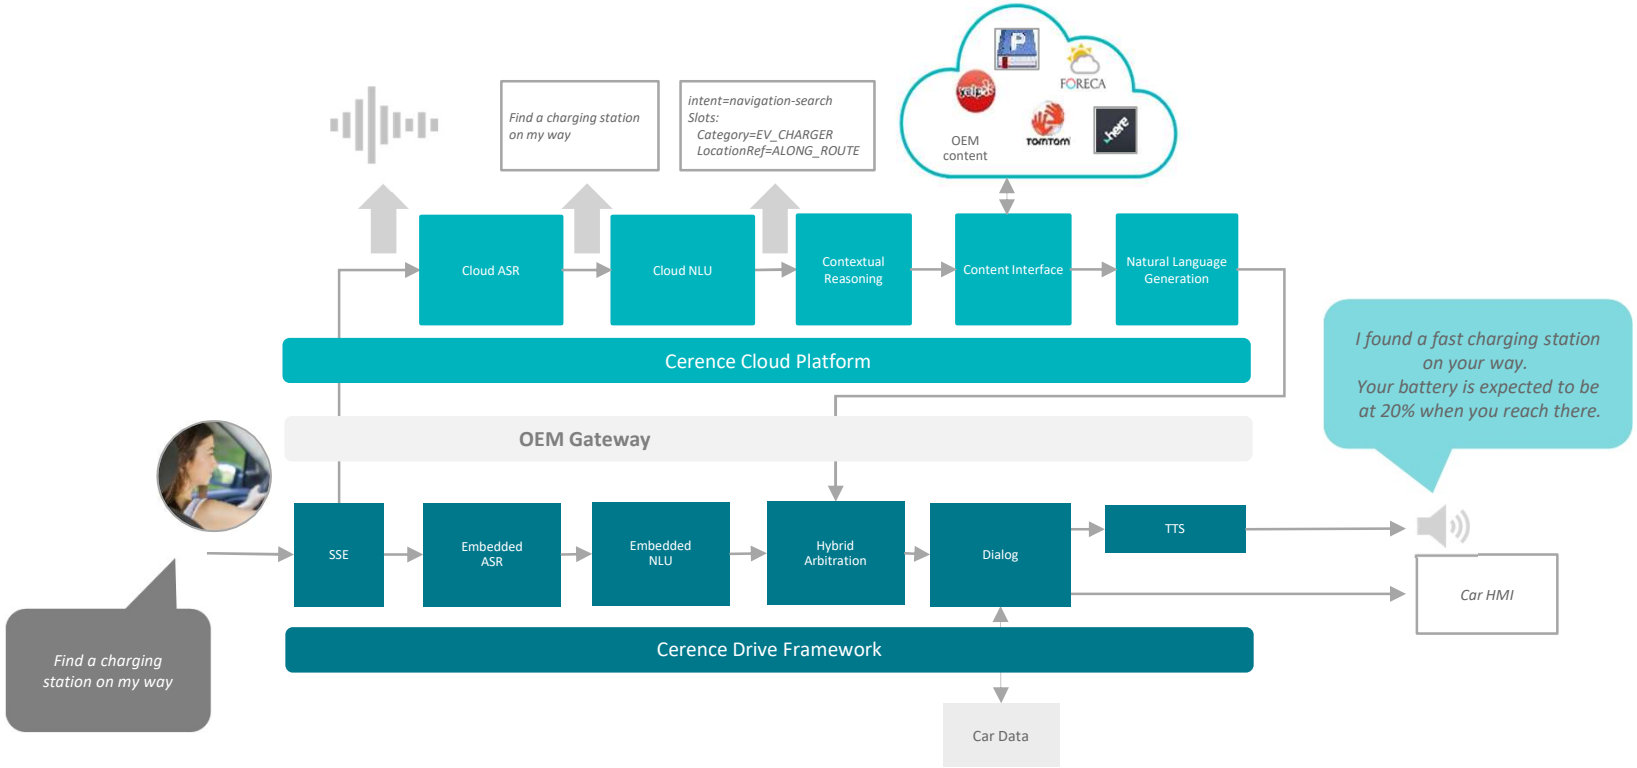 Find a charging station
on my way
intent=navigation-search
Slots:
Category=EV_CHARGER
LocationRef=ALONG_ROUTE
P
yelp
FORECA
TOMTOM
here
OEM
content
Cloud ASR
Cloud NLU
Contextual
Reasoning
Content Interface
Natural Language
Generation
Cerence Cloud Platform
I found a fast charging station
on your way.
Your battery is expected to be
at 20% when you reach there.
OEM Gateway
SSE
Embedded
ASR
Embedded
NLU
Hybrid
Arbitration
Dialog
TTS
Car HMI
Cerence Drive Framework
Find a charging
station on my way
Car Data